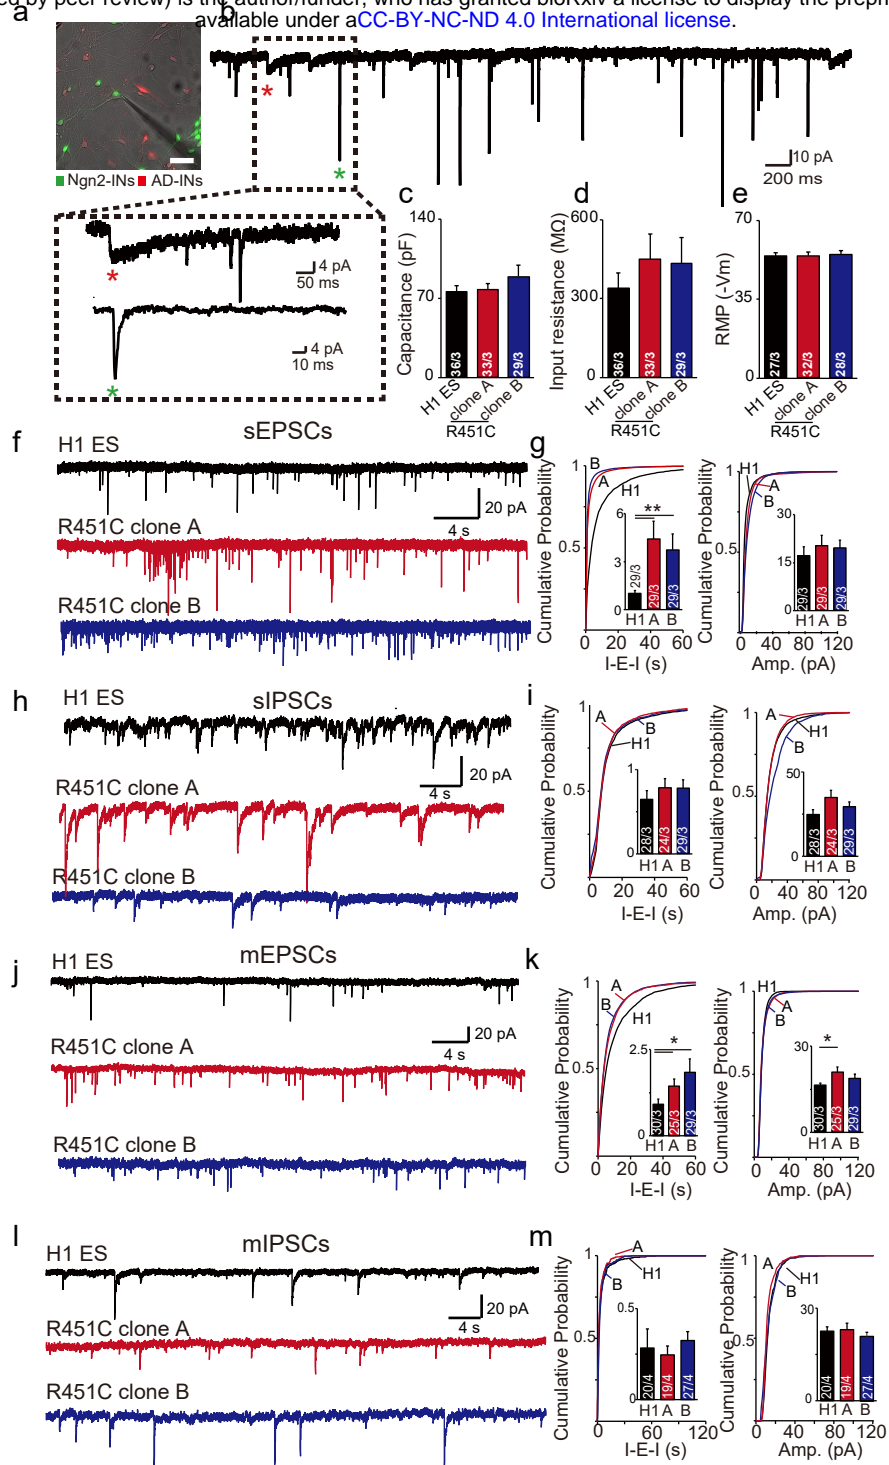 ed by peer review) is the author/funder, who has granted bioRxiv a license to display the prepr
available under aCC-BY-NC-ND 4.0 International license.
a
b
*
*
10 pA
200 ms
Ngn2-INs AD-INs
*
4 pA
50 ms
4 pA
10 ms
*
c
Capacitance (pF)
140
70
0
36/3
33/3
29/3
H1 ES
clone A
clone B
R451C
d
Input resistance (MΩ)
600
300
0
36/3
33/3
29/3
H1 ES
clone A
clone B
R451C
e
RMP (-Vm)
70
35
0
27/3
32/3
28/3
H1 ES
clone A
clone B
R451C
f
sEPSCs
H1 ES
20 pA
4 s
R451C clone A
R451C clone B
g
Cumulative Probability
1
0.5
B
A
H1
**
6
3
0
29/3
29/3
29/3
H1 A B
0 20 40 60
I-E-I (s)
Cumulative Probability
1
0.5
H1
A
B
30
15
0
29/3
29/3
29/3
H1 A B
0 40 80 120
Amp. (pA)
h
sIPSCs
H1 ES
20 pA
4 s
R451C clone A
R451C clone B
i
Cumulative Probability
1
0.5
A
B
H1
1
0
28/3
24/3
29/3
H1 A B
0 20 40 60
I-E-I (s)
Cumulative Probability
1
0.5
A
H1
B
50
0
28/3
24/3
29/3
H1 A B
0 40 80 120
Amp. (pA)
j
mEPSCs
H1 ES
20 pA
4 s
R451C clone A
R451C clone B
k
Cumulative Probability
1
0.5
A
B
H1
*
2.5
0
30/3
25/3
29/3
H1 A B
0 20 40 60
I-E-I (s)
Cumulative Probability
1
0.5
H1
A
B
*
30
0
30/3
25/3
29/3
H1 A B
0 40 80 120
Amp. (pA)
l
mIPSCs
H1 ES
20 pA
4 s
R451C clone A
R451C clone B
m
Cumulative Probability
1
0.5
A
H1
B
0.5
0
20/4
19/4
27/4
H1 A B
0 60 120
I-E-I (s)
Cumulative Probability
1
0.5
A
H1
B
30
0
20/4
19/4
27/4
H1 A B
0 40 80 120
Amp. (pA)